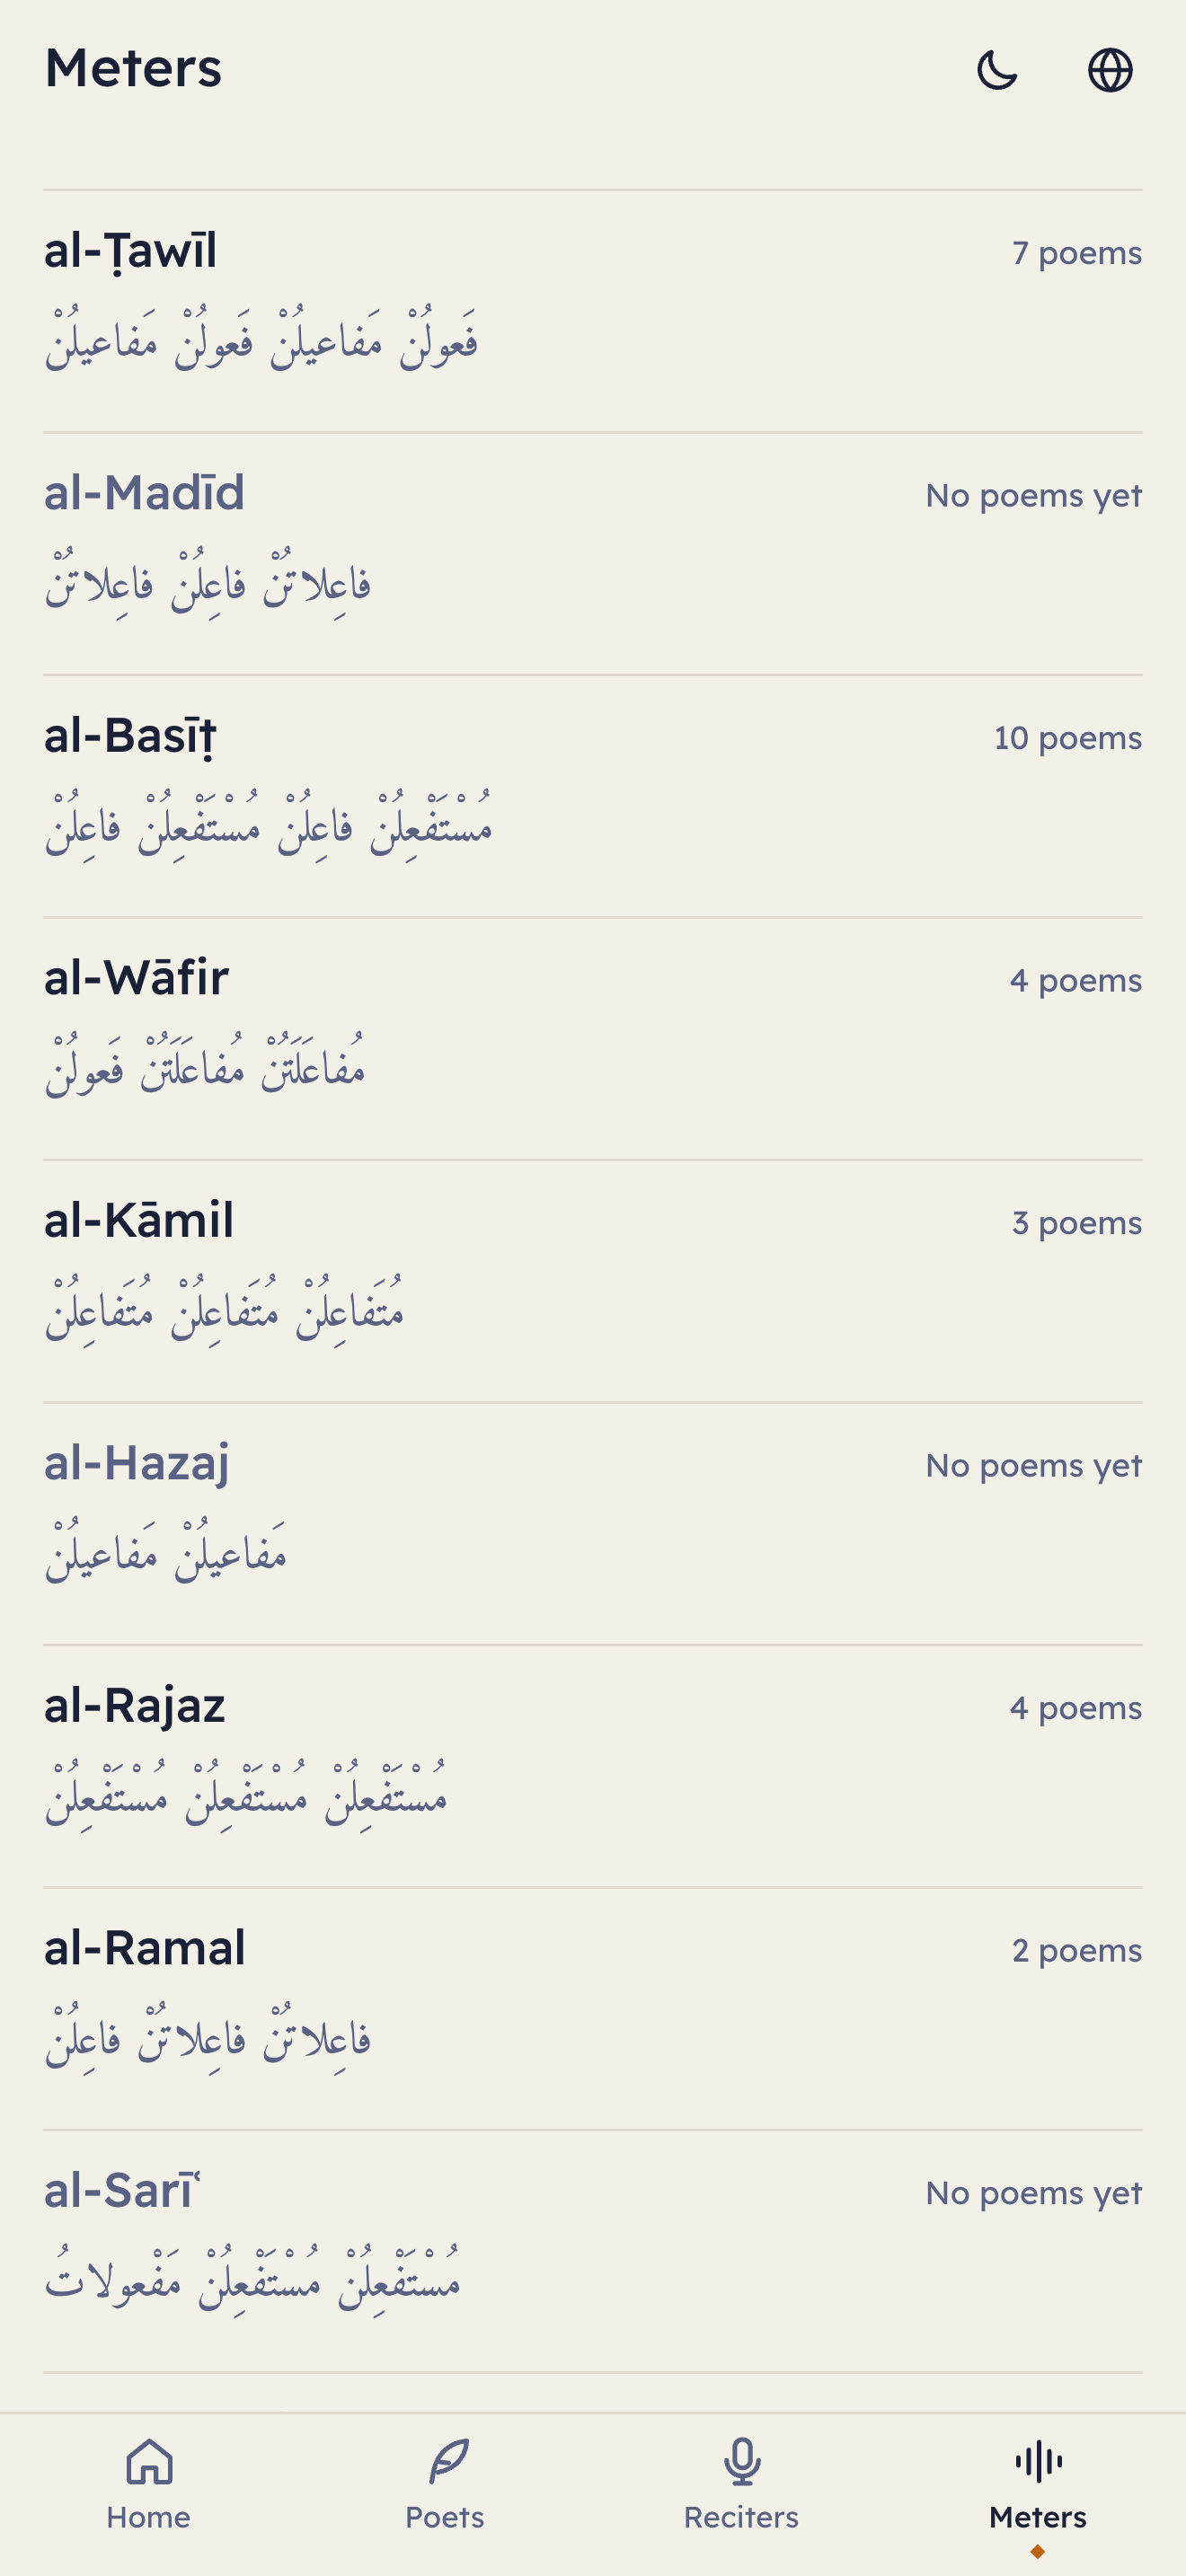 Meters
al-Ṭawīl
7 poems
فَعولُنْ مَفاعيلُنْ فَعولُنْ مَفاعيلُنْ
al-Madīd
No poems yet
فاعِلاتُنْ فاعِلُنْ فاعِلاتُنْ
al-Basīṭ
10 poems
مُسْتَفْعِلُنْ فاعِلُنْ مُسْتَفْعِلُنْ فاعِلُنْ
al-Wāfir
4 poems
مُفاعَلَتُنْ مُفاعَلَتُنْ فَعولُنْ
al-Kāmil
3 poems
مُتَفاعِلُنْ مُتَفاعِلُنْ مُتَفاعِلُنْ
al-Hazaj
No poems yet
مَفاعيلُنْ مَفاعيلُنْ
al-Rajaz
4 poems
مُسْتَفْعِلُنْ مُسْتَفْعِلُنْ مُسْتَفْعِلُنْ
al-Ramal
2 poems
فاعِلاتُنْ فاعِلاتُنْ فاعِلُنْ
al-Sarīʿ
No poems yet
مُسْتَفْعِلُنْ مُسْتَفْعِلُنْ مَفْعولاتُ
Home
Poets
Reciters
Meters